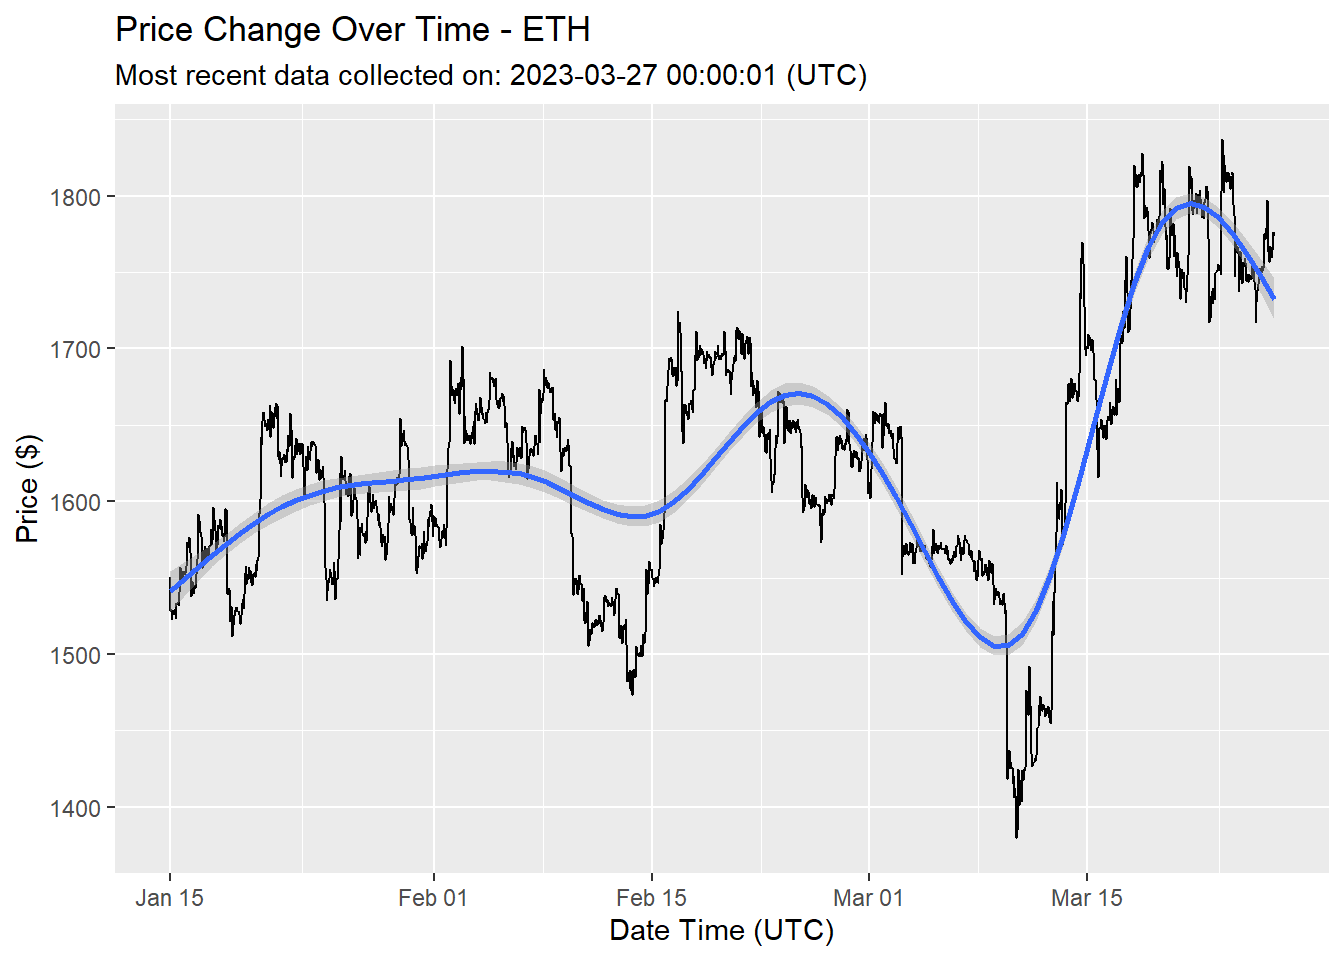 Price Change Over Time - ETH
Most recent data collected on: 2023-03-27 00:00:01 (UTC)
Price ($)
1800
1700
1600
1500
1400
Jan 15 Feb 01 Feb 15 Mar 01 Mar 15
Date Time (UTC)